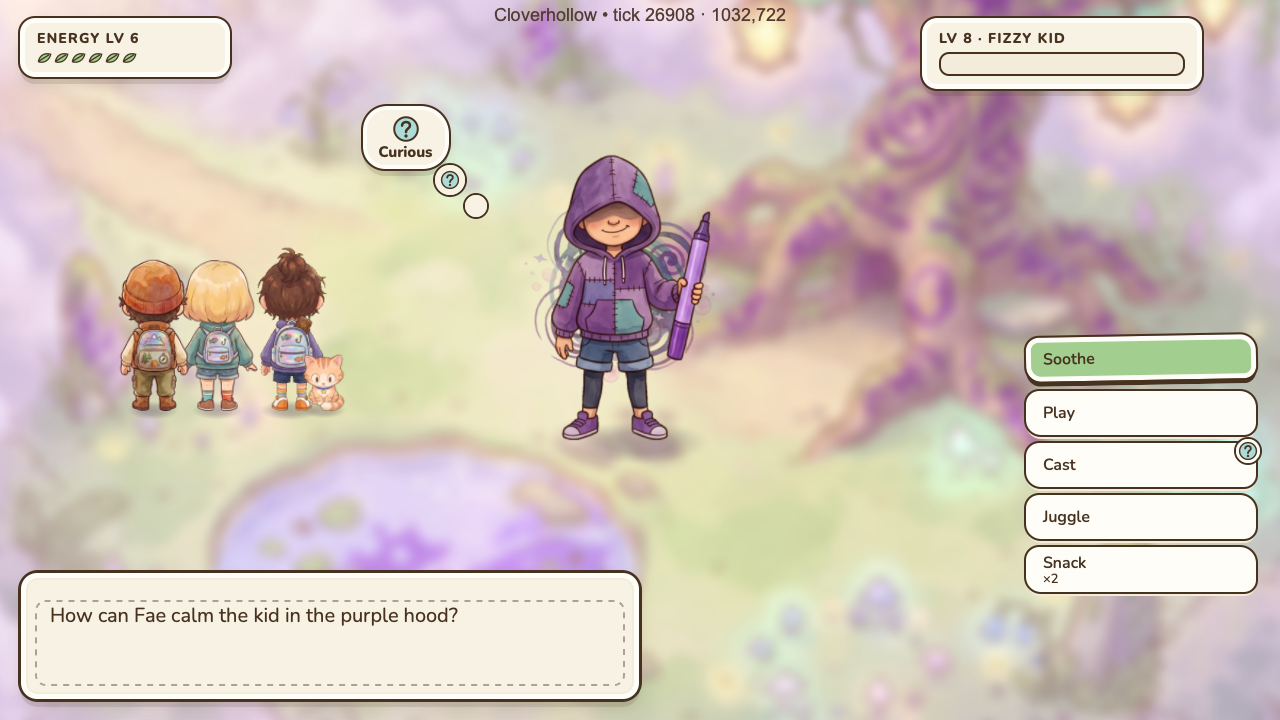 Cloverhollow • tick 26908 · 1032,722
ENERGY LV 6
LV 8 · FIZZY KID
?
Curious
?
Soothe
Play
Cast
?
Juggle
Snack
×2
How can Fae calm the kid in the purple hood?